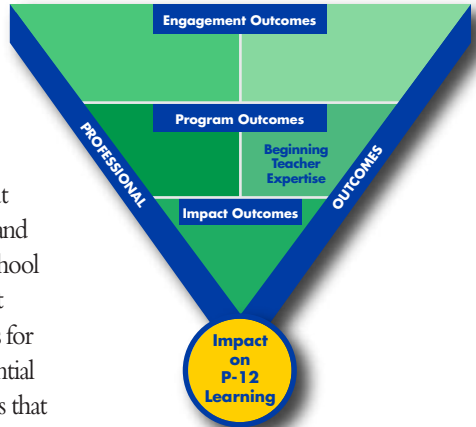 Engagement Outcomes
Program Outcomes
Beginning
Teacher
Expertise
PROFESSIONAL
OUTCOMES
Impact Outcomes
and
hool
s for
ntial
s that
Impact
on
P-12
Learning